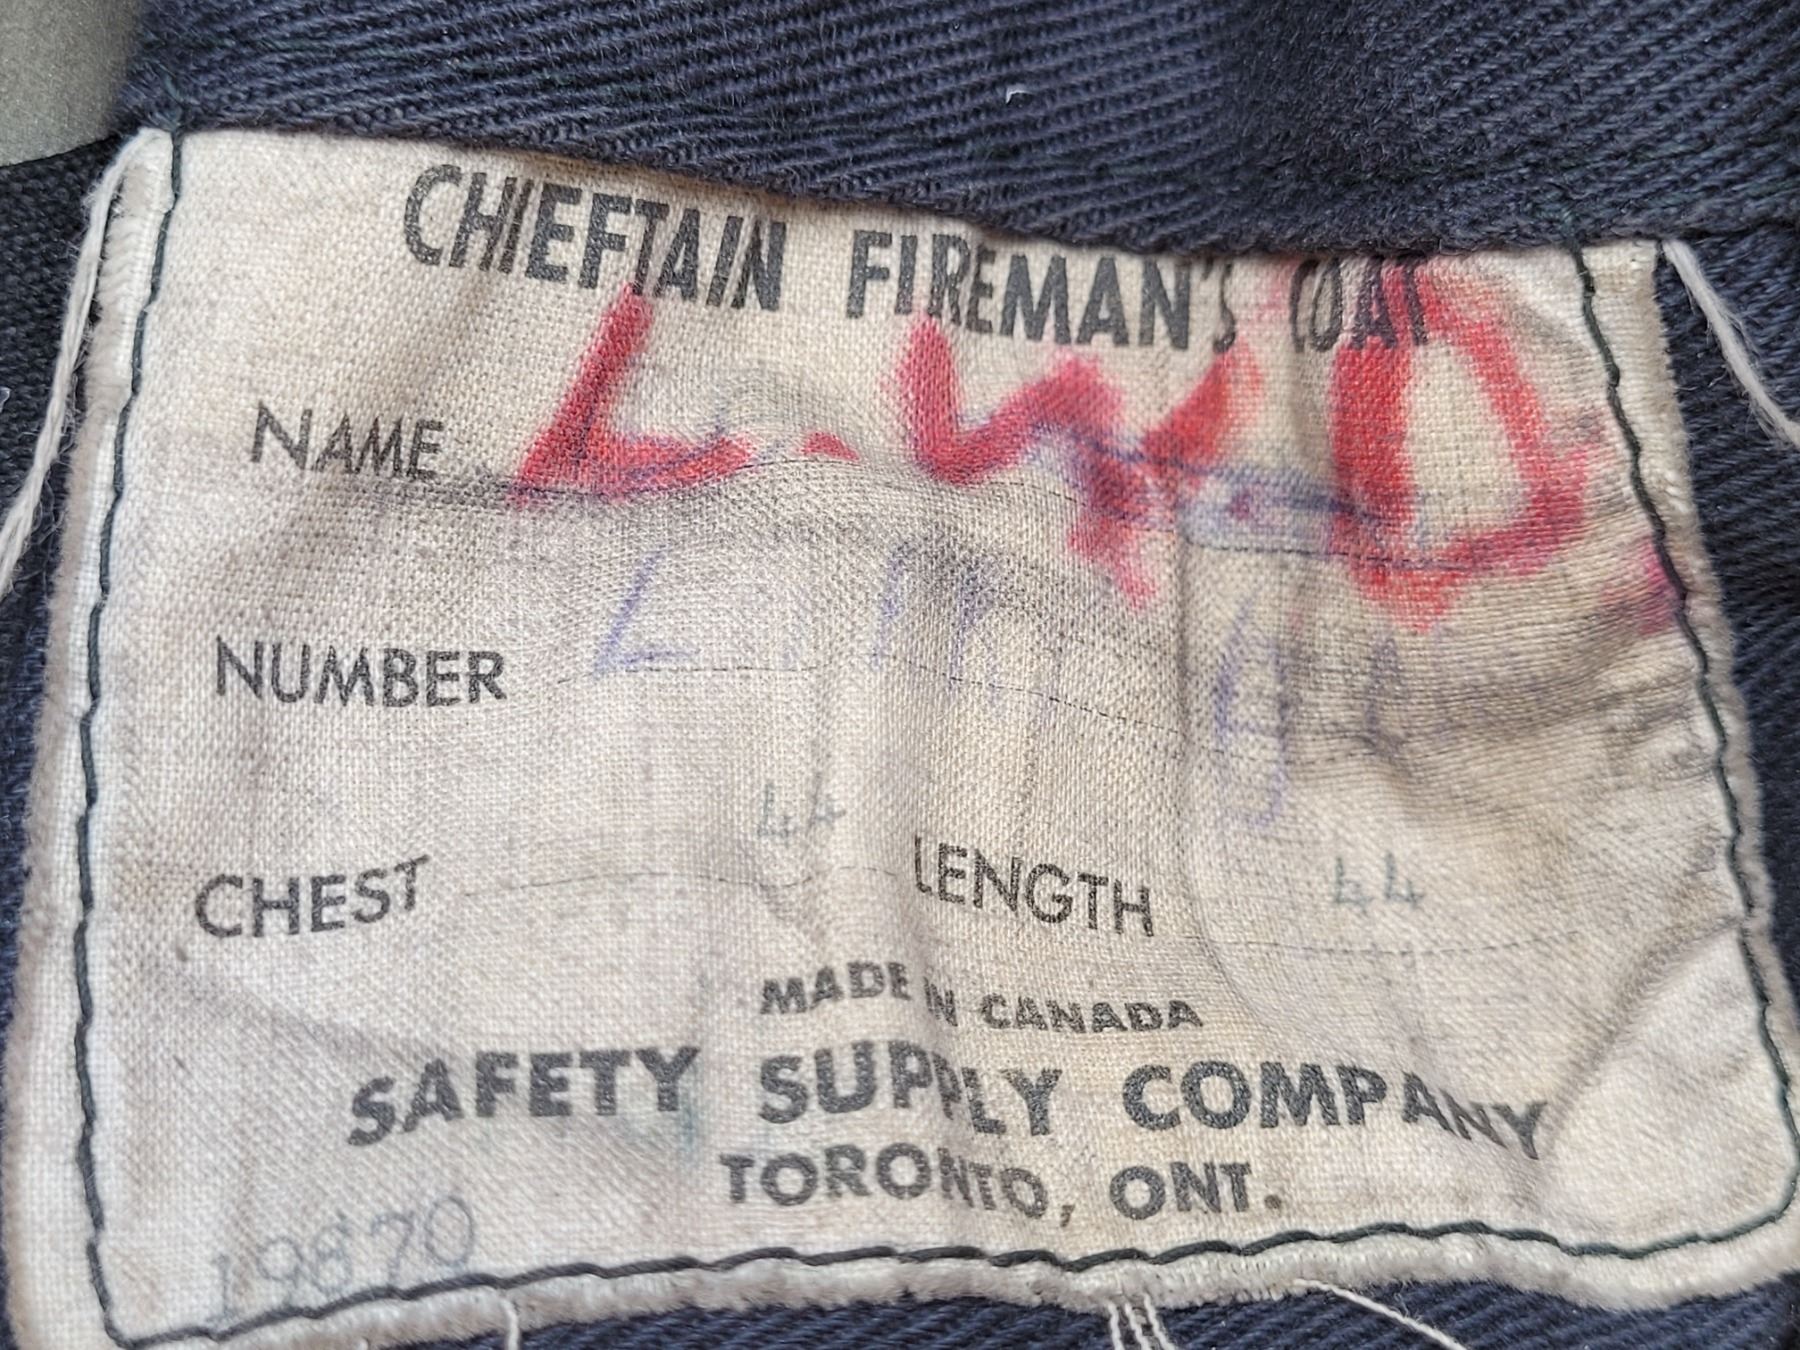 CHIEFTAIN FIREMAN'S COAT
NAME
NUMBER
CHEST 44 LENGTH 44
MADE IN CANADA
SAFETY SUPPLY COMPANY
TORONTO, ONT.
19870